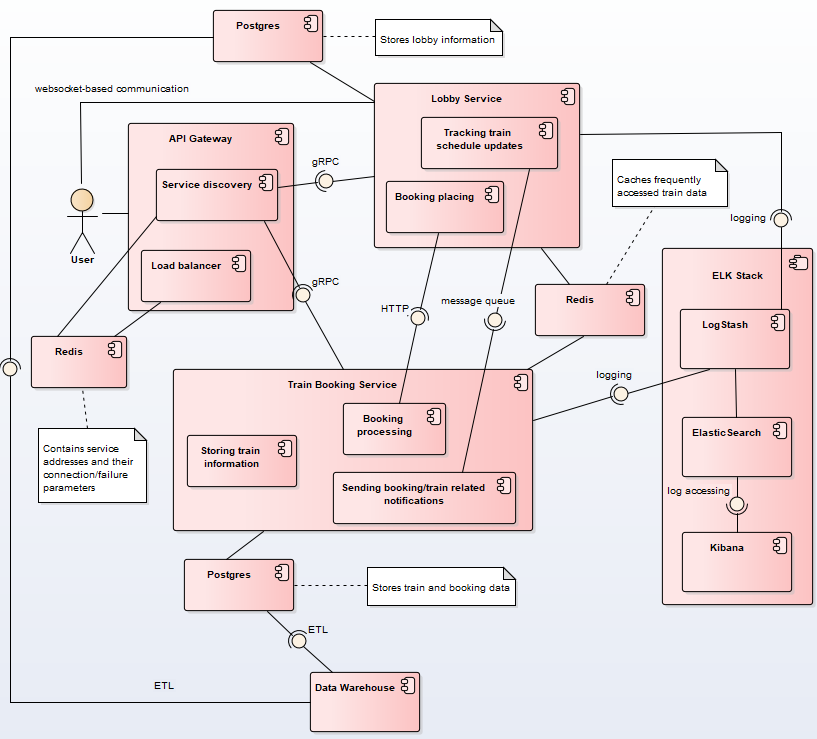 Postgres
Stores lobby information
websocket-based communication
Lobby Service
Tracking train
schedule updates
API Gateway
gRPC
Service discovery
Booking placing
Caches frequently
accessed train data
logging
User
Load balancer
gRPC
ELK Stack
HTTP
message queue
Redis
LogStash
Redis
logging
Train Booking Service
Booking
processing
ElasticSearch
Contains service
addresses and their
connection/failure
parameters
Storing train
information
Sending booking/train related
notifications
log accessing
Kibana
Postgres
Stores train and booking data
ETL
ETL
Data Warehouse